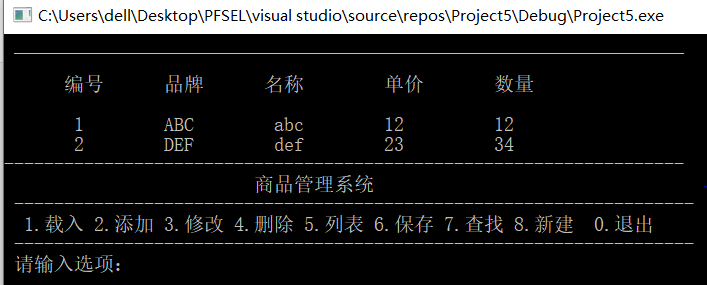 C:\Users\dell\Desktop\PFSEL\visual studio\source\repos\Project5\Debug\Project5.exe
编号 品牌 名称 单价 数量
1 ABC abc 12 12
2 DEF def 23 34
商品管理系统
1.载入 2.添加 3.修改 4.删除 5.列表 6.保存 7.查找 8.新建 0.退出
请输入选项: